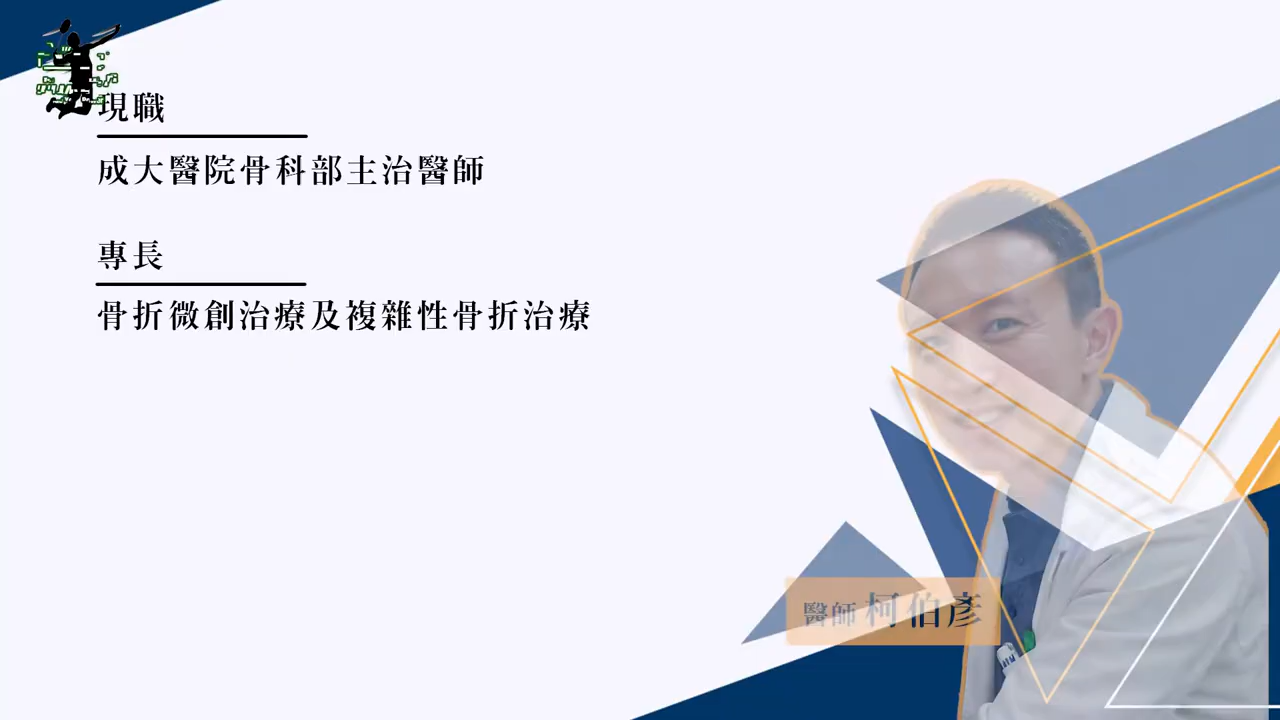 現職
成大醫院骨科部主治醫師
專長
骨折微創治療及複雜性骨折治療
醫師 柯伯彥